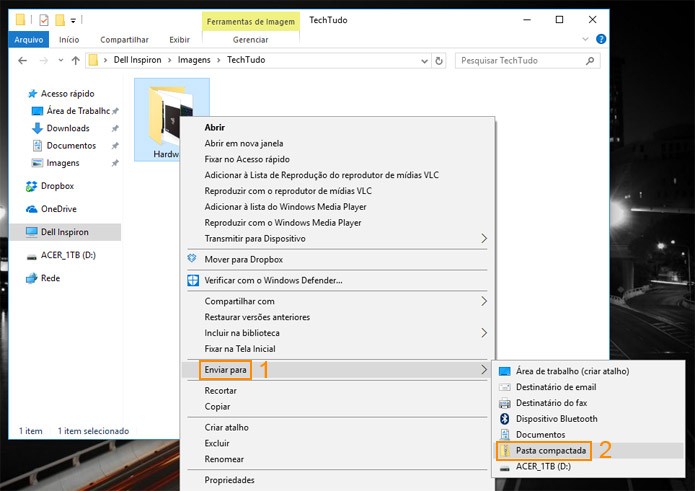 Ferramentas de Imagem
TechTudo
Arquivo
Início
Compartilhar
Exibir
Gerenciar
Dell Inspiron
Imagens
TechTudo
Pesquisar TechTudo
Acesso rápido
Área de Trabalho
Downloads
Documentos
Imagens
Dropbox
OneDrive
Dell Inspiron
ACER_1TB (D:)
Rede
Hardw
Abrir
Abrir em nova janela
Fixar no Acesso rápido
Adicionar à Lista de Reprodução do reprodutor de mídias VLC
Reproduzir com o reprodutor de mídias VLC
Adicionar à lista do Windows Media Player
Reproduzir com o Windows Media Player
Transmitir para Dispositivo
Mover para Dropbox
Verificar com o Windows Defender...
Compartilhar com
Restaurar versões anteriores
Incluir na biblioteca
Fixar na Tela Inicial
Enviar para 1
Recortar
Copiar
Criar atalho
Excluir
Renomear
Propriedades
Área de trabalho (criar atalho)
Destinatário de email
Destinatário do fax
Dispositivo Bluetooth
Documentos
Pasta compactada 2
ACER_1TB (D:)
1 item
1 item selecionado